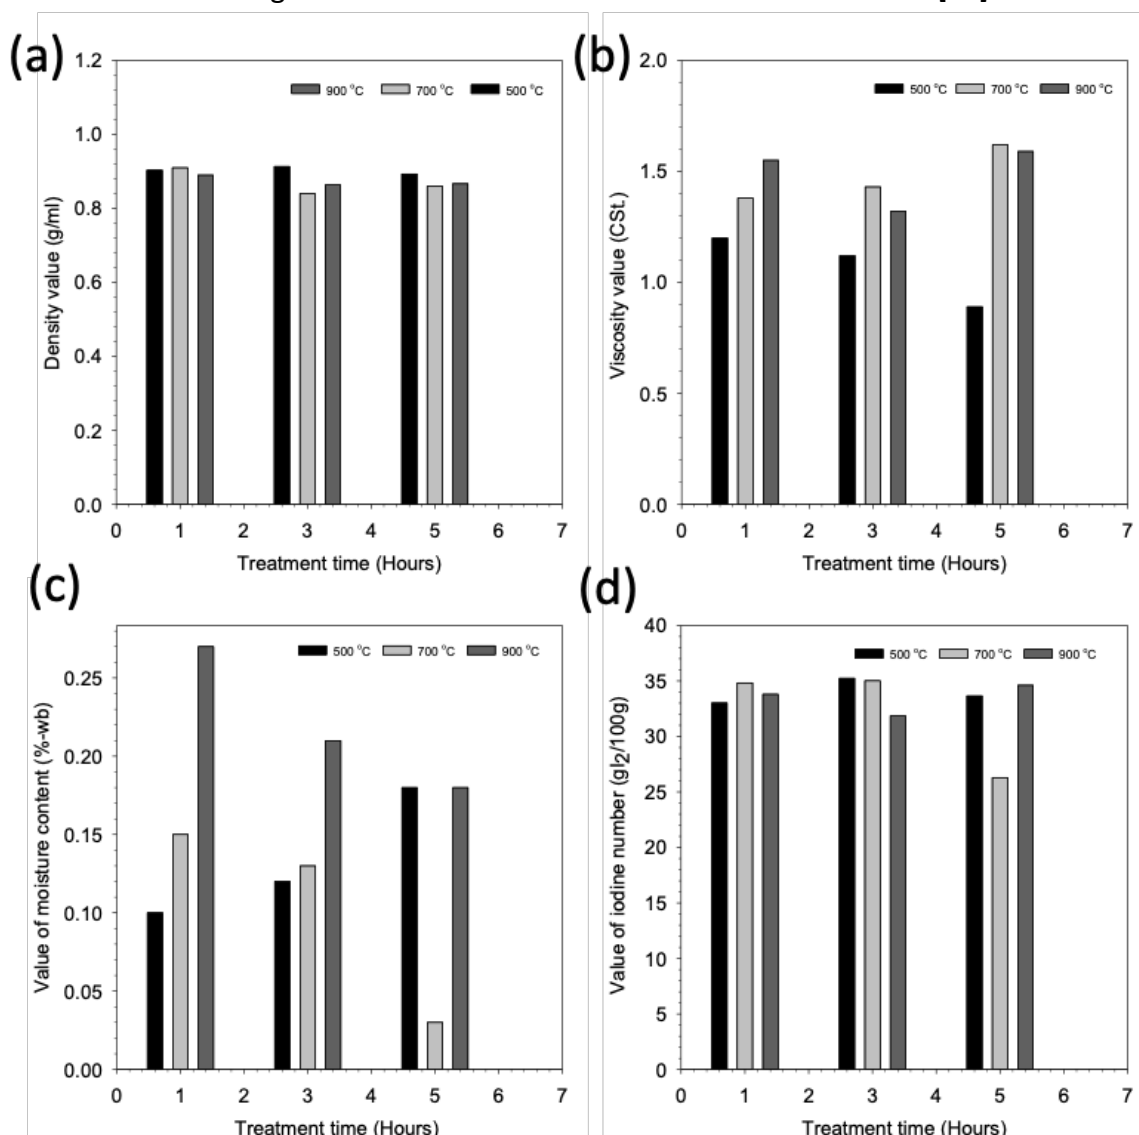 (a)
1.2
1.0
0.8
0.6
0.4
0.2
0.0
Density value (g/ml)
900 °C 700 °C 500 °C
0 1 2 3 4 5 6 7
Treatment time (Hours)
(b)
2.0
1.5
1.0
0.5
0.0
Viscosity value (CSt.)
500 °C 700 °C 900 °C
0 1 2 3 4 5 6 7
Treatment time (Hours)
(c)
0.25
0.20
0.15
0.10
0.05
0.00
Value of moisture content (%-wb)
500 °C 700 °C 900 °C
0 1 2 3 4 5 6 7
Treatment time (Hours)
(d)
40
35
30
25
20
15
10
5
0
Value of iodine number (gI2/100g)
500 °C 700 °C 900 °C
0 1 2 3 4 5 6 7
Treatment time (Hours)